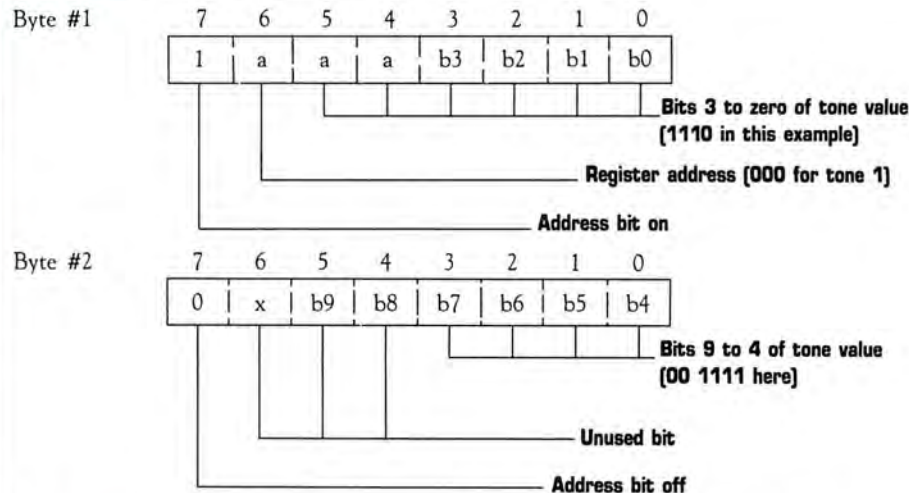 Byte #1
7 6 5 4 3 2 1 0
1 a a a b3 b2 b1 b0
Bits 3 to zero of tone value
(1110 in this example)
Register address (000 for tone 1)
Address bit on
Byte #2
7 6 5 4 3 2 1 0
0 x b9 b8 b7 b6 b5 b4
Bits 9 to 4 of tone value
(00 1111 here)
Unused bit
Address bit off